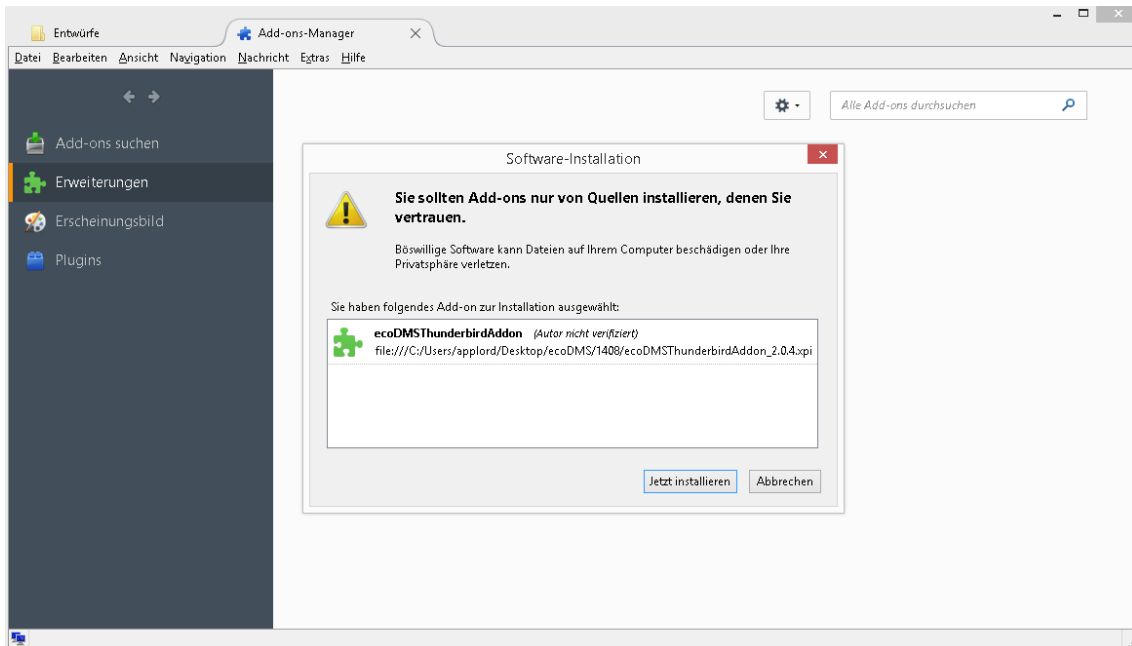 Entwürfe
Add-ons-Manager
Datei Bearbeiten Ansicht Navigation Nachricht Extras Hilfe
Alle Add-ons durchsuchen
Add-ons suchen
Erweiterungen
Erscheinungsbild
Plugins
Software-Installation
Sie sollten Add-ons nur von Quellen installieren, denen Sie
vertrauen.
Böswillige Software kann Dateien auf Ihrem Computer beschädigen oder Ihre
Privatsphäre verletzen.
Sie haben folgendes Add-on zur Installation ausgewählt:
ecoDMSThunderbirdAddon (Autor nicht verifiziert)
file:///C:/Users/applord/Desktop/ecoDMS/1408/ecoDMSThunderbirdAddon_2.0.4.xpi
Jetzt installieren Abbrechen